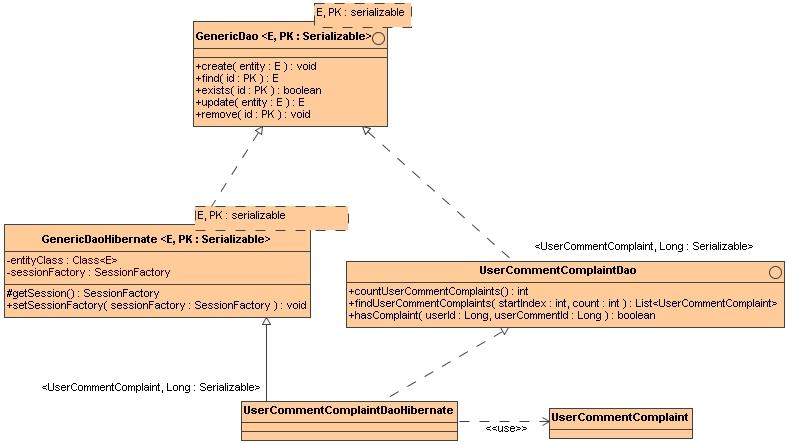 E, PK : serializable
GenericDao <E, PK : Serializable>
+create( entity : E ) : void
+find( id : PK ) : E
+exists( id : PK ) : boolean
+update( entity : E ) : E
+remove( id : PK ) : void
E, PK : serializable
GenericDaoHibernate <E, PK : Serializable>
-entityClass : Class<E>
-sessionFactory : SessionFactory
#getSession() : SessionFactory
+setSessionFactory( sessionFactory : SessionFactory ) : void
<UserCommentComplaint, Long : Serializable>
UserCommentComplaintDao
+countUserCommentComplaints() : int
+findUserCommentComplaints( startIndex : int, count : int ) : List<UserCommentComplaint>
+hasComplaint( userId : Long, userCommentId : Long ) : boolean
<UserCommentComplaint, Long : Serializable>
UserCommentComplaintDaoHibernate
<<use>>
UserCommentComplaint